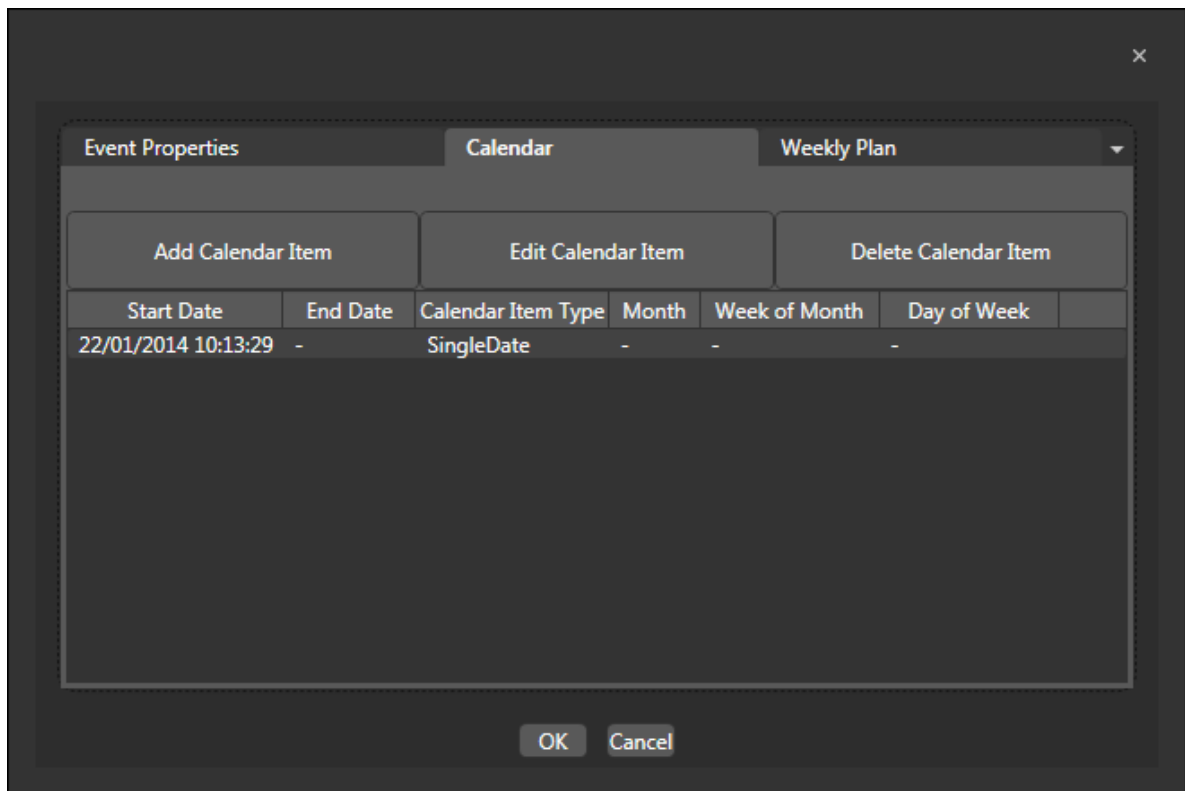 Event Properties Calendar Weekly Plan
Add Calendar Item Edit Calendar Item Delete Calendar Item
Start Date End Date Calendar Item Type Month Week of Month Day of Week
22/01/2014 10:13:29 - SingleDate - - -
OK Cancel